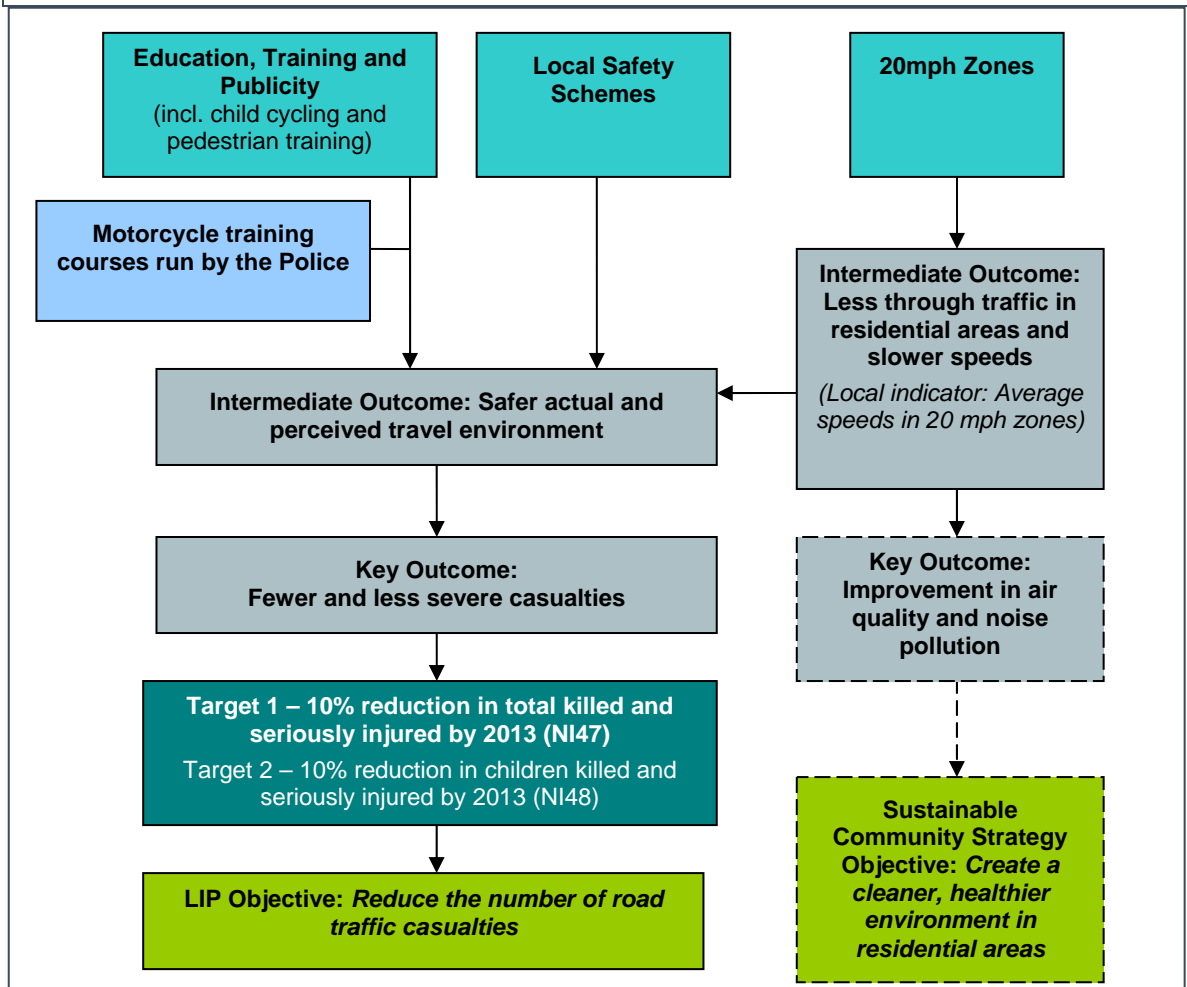 Education, Training and
Publicity
(incl. child cycling and
pedestrian training)
Local Safety
Schemes
20mph Zones
Motorcycle training
courses run by the Police
Intermediate Outcome:
Less through traffic in
residential areas and
slower speeds
(Local indicator: Average
speeds in 20 mph zones)
Intermediate Outcome: Safer actual and
perceived travel environment
Key Outcome:
Fewer and less severe casualties
Key Outcome:
Improvement in air
quality and noise
pollution
Target 1 – 10% reduction in total killed and
seriously injured by 2013 (NI47)
Target 2 – 10% reduction in children killed and
seriously injured by 2013 (NI48)
Sustainable
Community Strategy
Objective: Create a
cleaner, healthier
environment in
residential areas
LIP Objective: Reduce the number of road
traffic casualties